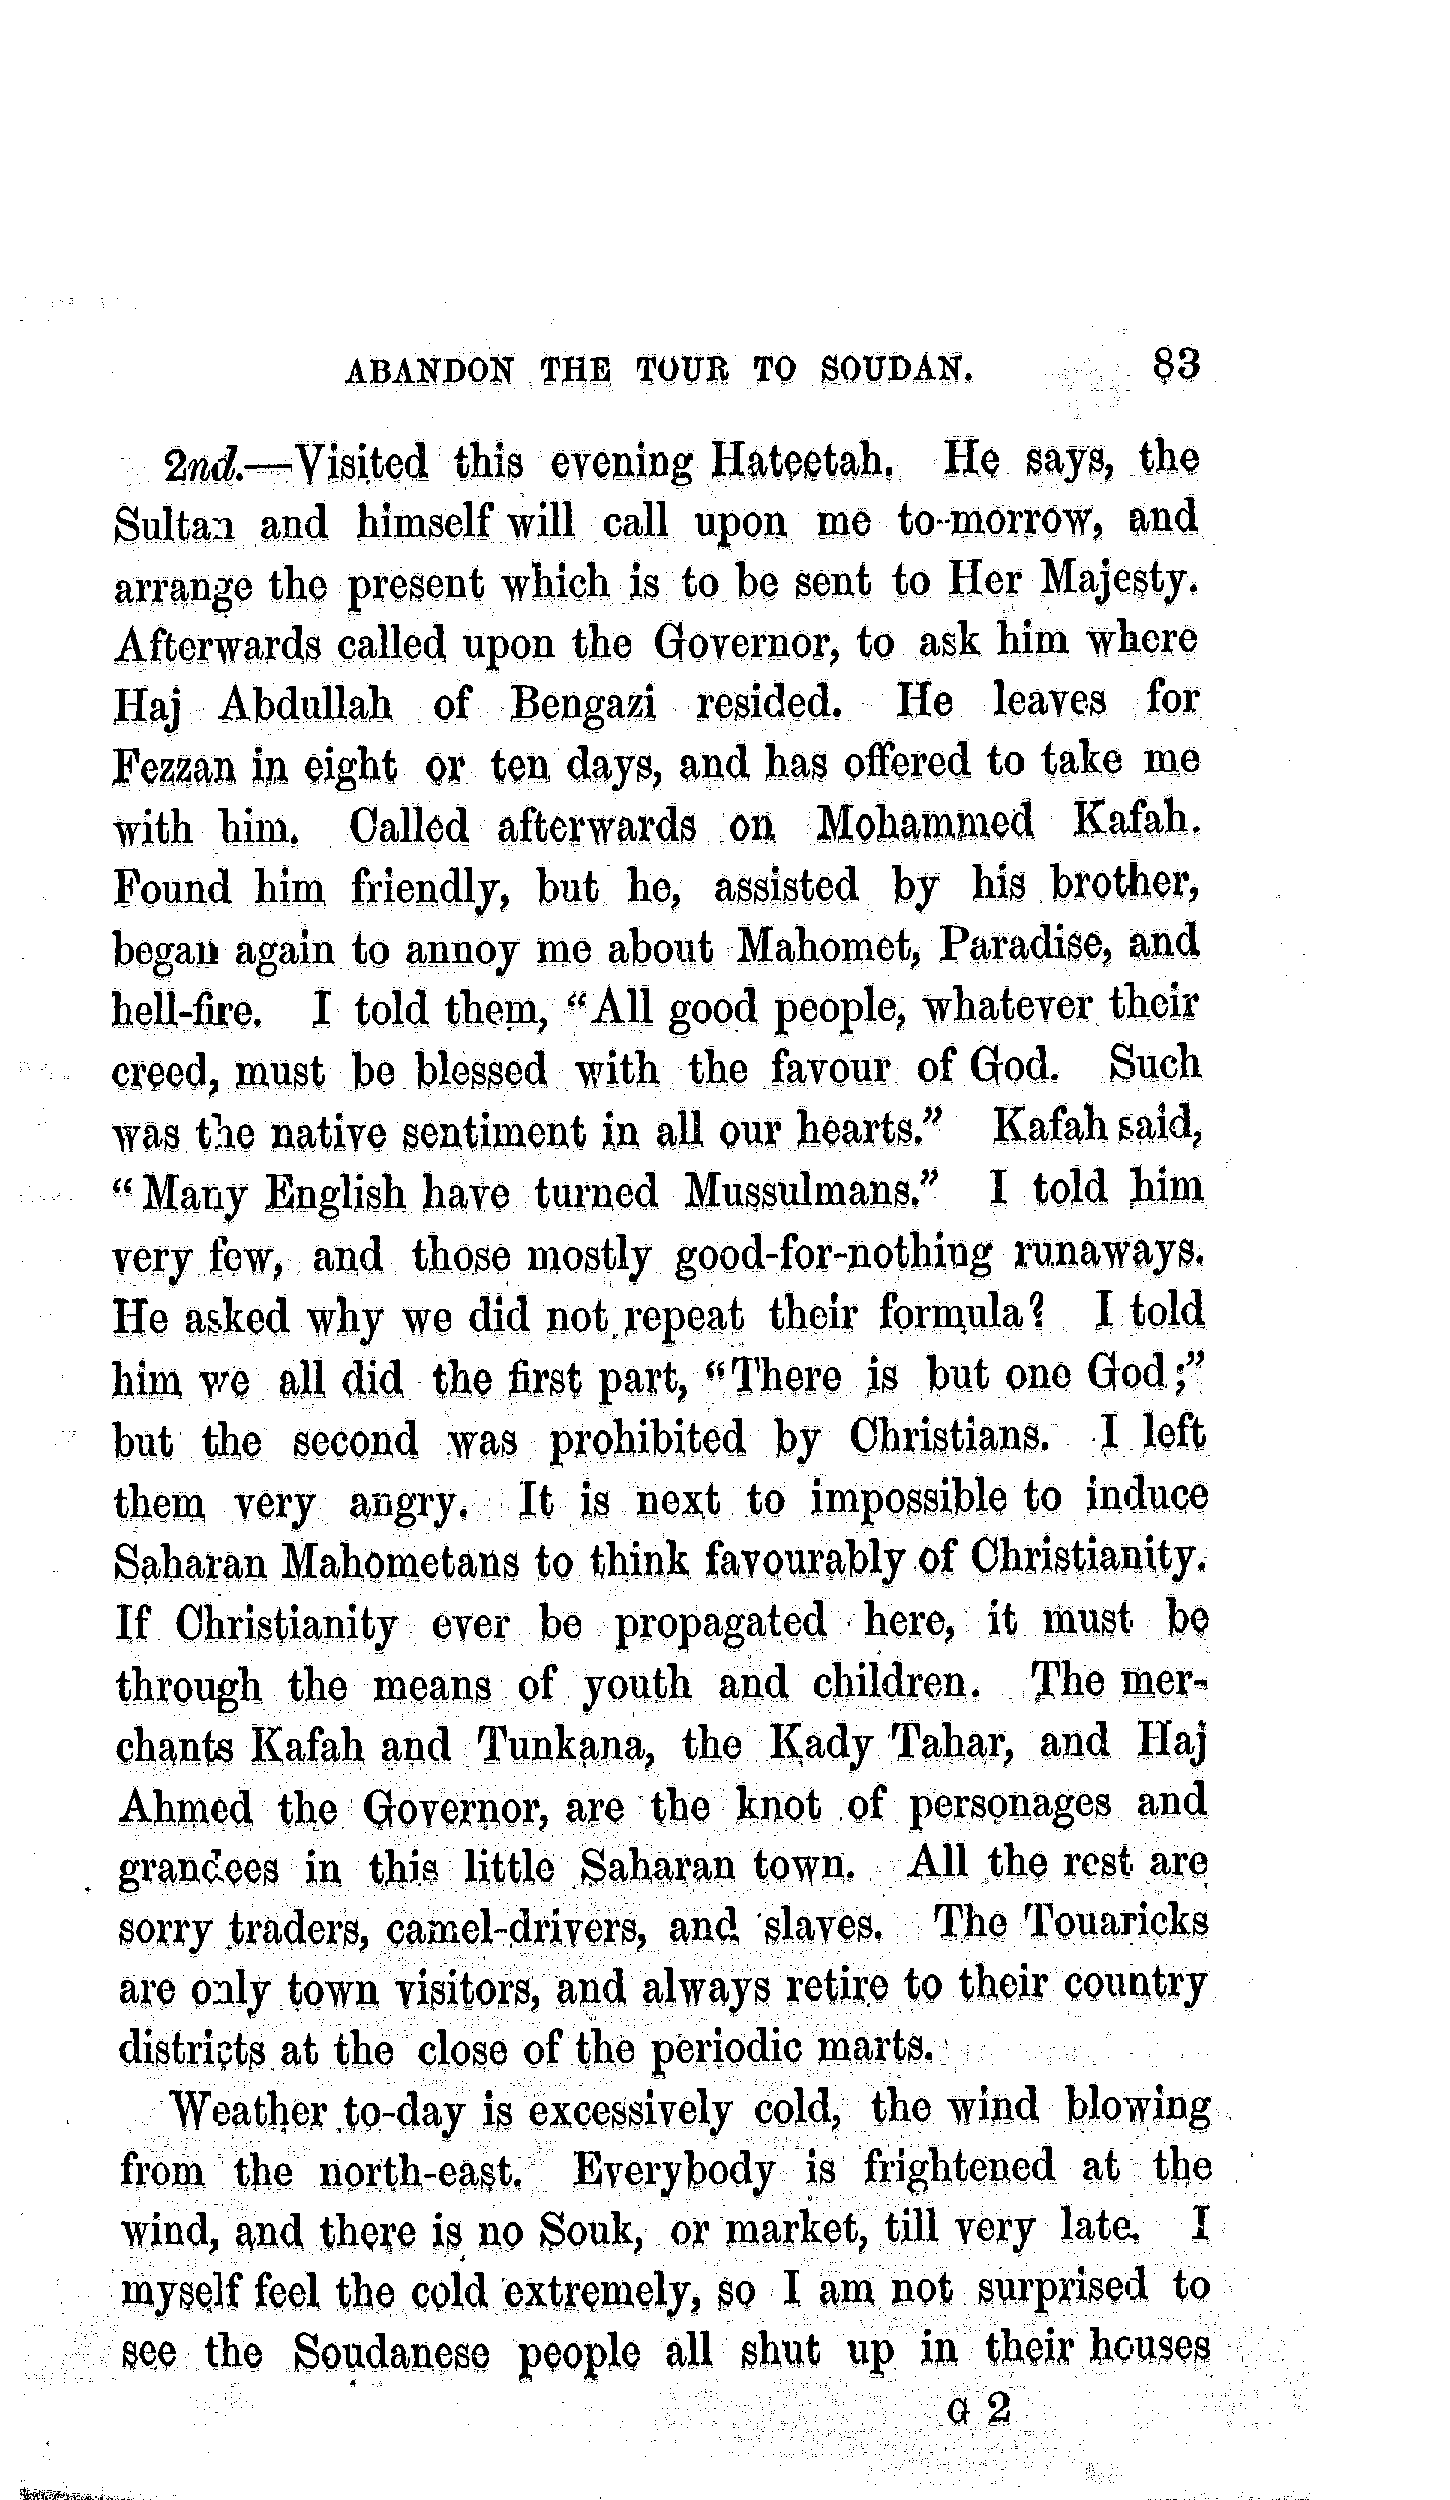 ABANDON THE TOUR TO SOUDAN. 83
2nd.—Visited this evening Hateetah. He says, the
Sultan and himself will call upon me to-morrow, and
arrange the present which is to be sent to Her Majesty.
Afterwards called upon the Governor, to ask him where
Haj Abdullah of Bengazi resided. He leaves for
Fezzan in eight or ten days, and has offered to take me
with him. Called afterwards on Mohammed Kafah.
Found him friendly, but he, assisted by his brother,
began again to annoy me about Mahomet, Paradise, and
hell-fire. I told them, "All good people, whatever their
creed, must be blessed with the favour of God. Such
was the native sentiment in all our hearts." Kafah said,
"Many English have turned Mussulmans." I told him
very few, and those mostly good-for-nothing runaways.
He asked why we did not repeat their formula? I told
him we all did the first part, "There is but one God;"
but the second was prohibited by Christians. I left
them very angry. It is next to impossible to induce
Saharan Mahometans to think favourably of Christianity.
If Christianity ever be propagated here, it must be
through the means of youth and children. The mer-
chants Kafah and Tunkana, the Kady Tahar, and Haj
Ahmed the Governor, are the knot of personages and
grandees in this little Saharan town. All the rest are
sorry traders, camel-drivers, and slaves. The Touaricks
are only town visitors, and always retire to their country
districts at the close of the periodic marts.
Weather to-day is excessively cold, the wind blowing
from the north-east. Everybody is frightened at the
wind, and there is no Souk, or market, till very late. I
myself feel the cold extremely, so I am not surprised to
see the Soudanese people all shut up in their houses
G 2